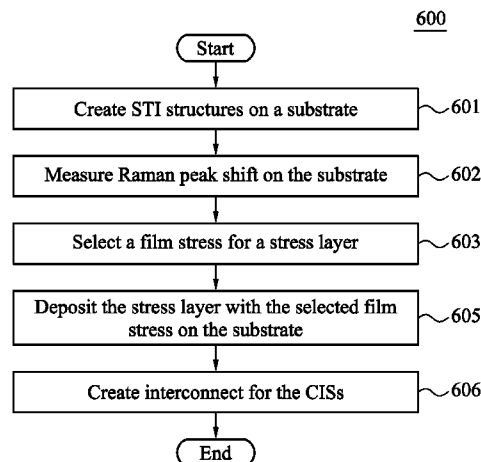 600
Start
Create STI structures on a substrate
601
Measure Raman peak shift on the substrate
602
Select a film stress for a stress layer
603
Deposit the stress layer with the selected film
stress on the substrate
605
Create interconnect for the CISs
606
End